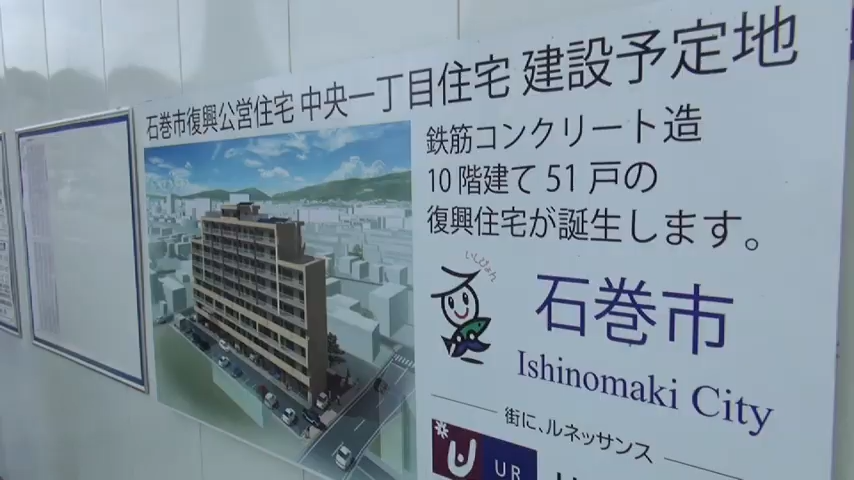 石巻市復興公営住宅 中央一丁目住宅 建設予定地
鉄筋コンクリート造
10階建て51戸の
復興住宅が誕生します。
いしぴょん
石巻市
Ishinomaki City
街に、ルネッサンス
UR